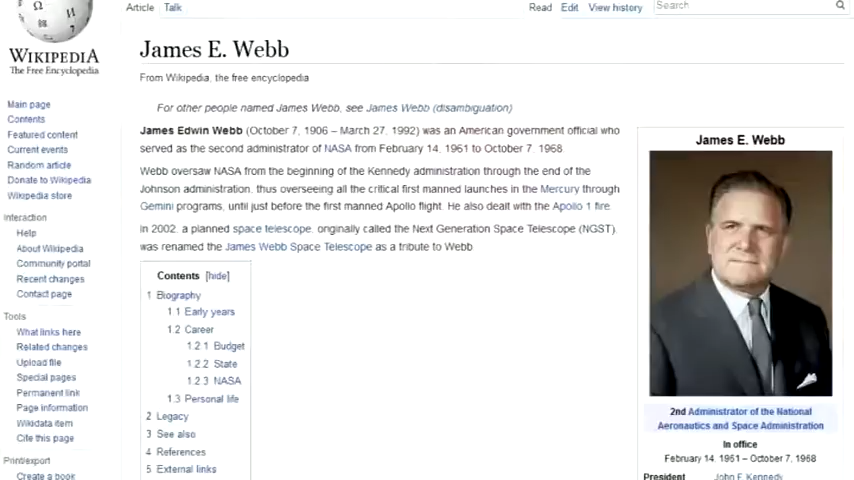 Article Talk Read Edit View history Search
WIKIPEDIA
The Free Encyclopedia
Main page
Contents
Featured content
Current events
Random article
Donate to Wikipedia
Wikipedia store
Interaction
Help
About Wikipedia
Community portal
Recent changes
Contact page
Tools
What links here
Related changes
Upload file
Special pages
Permanent link
Page information
Wikidata item
Cite this page
Print/export
Create a book
James E. Webb
From Wikipedia, the free encyclopedia
For other people named James Webb, see James Webb (disambiguation)
James Edwin Webb (October 7, 1906 – March 27, 1992) was an American government official who
served as the second administrator of NASA from February 14, 1961 to October 7, 1968
Webb oversaw NASA from the beginning of the Kennedy administration through the end of the
Johnson administration, thus overseeing all the critical first manned launches in the Mercury through
Gemini programs, until just before the first manned Apollo flight. He also dealt with the Apollo 1 fire.
In 2002, a planned space telescope, originally called the Next Generation Space Telescope (NGST),
was renamed the James Webb Space Telescope as a tribute to Webb
Contents [hide]
1 Biography
1.1 Early years
1.2 Career
1.2.1 Budget
1.2.2 State
1.2.3 NASA
1.3 Personal life
2 Legacy
3 See also
4 References
5 External links
James E. Webb
2nd Administrator of the National
Aeronautics and Space Administration
In office
February 14, 1961 – October 7, 1968
President John F. Kennedy